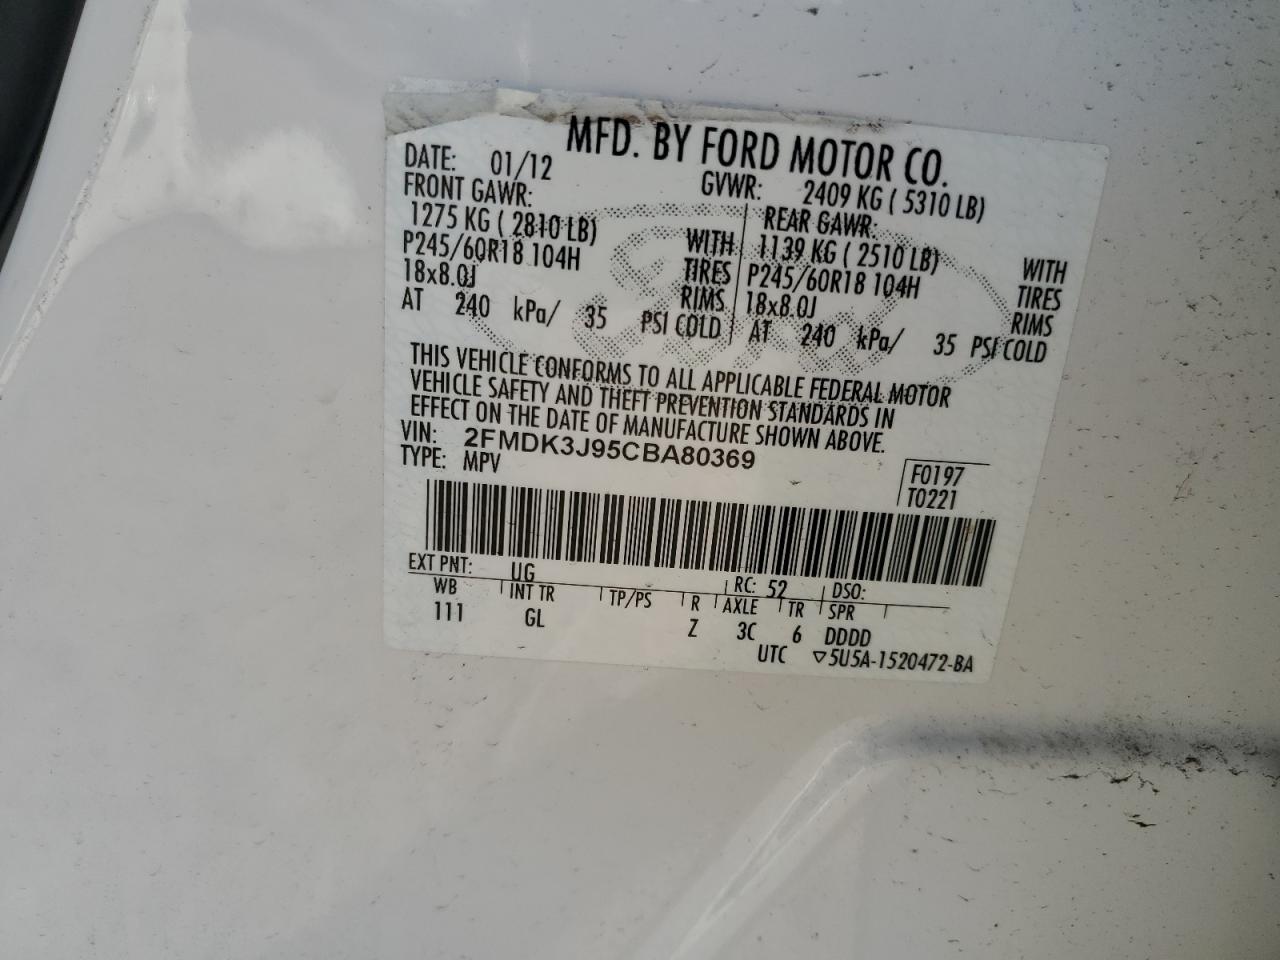 MFD. BY FORD MOTOR CO.
DATE: 01/12 GVWR: 2409 KG ( 5310 LB)
FRONT GAWR: REAR GAWR:
1275 KG ( 2810 LB) WITH 1139 KG ( 2510 LB) WITH
P245/60R18 104H TIRES P245/60R18 104H TIRES
18x8.0J RIMS 18x8.0J RIMS
AT 240 kPa/ 35 PSI COLD AT 240 kPa/ 35 PSI COLD
THIS VEHICLE CONFORMS TO ALL APPLICABLE FEDERAL MOTOR
VEHICLE SAFETY AND THEFT PREVENTION STANDARDS IN
EFFECT ON THE DATE OF MANUFACTURE SHOWN ABOVE.
VIN: 2FMDK3J95CBA80369
TYPE: MPV
F0197
T0221
EXT PNT: UG RC: 52 DSO:
WB INT TR TP/PS R AXLE TR SPR
111 GL Z 3C 6 DDDD
UTC ▽5U5A-1520472-BA